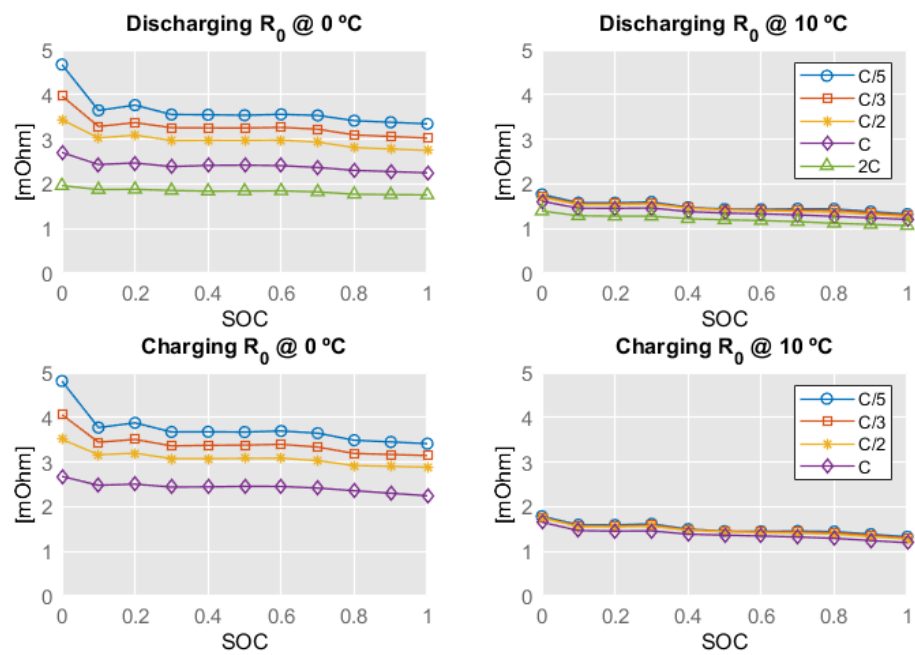 Discharging R0 @ 0 ºC
[mOhm]
5
4
3
2
1
0
0 0.2 0.4 0.6 0.8 1
SOC
Discharging R0 @ 10 ºC
[mOhm]
5
4
3
2
1
0
C/5
C/3
C/2
C
2C
0 0.2 0.4 0.6 0.8 1
SOC
Charging R0 @ 0 ºC
[mOhm]
5
4
3
2
1
0
0 0.2 0.4 0.6 0.8 1
SOC
Charging R0 @ 10 ºC
[mOhm]
5
4
3
2
1
0
C/5
C/3
C/2
C
0 0.2 0.4 0.6 0.8 1
SOC